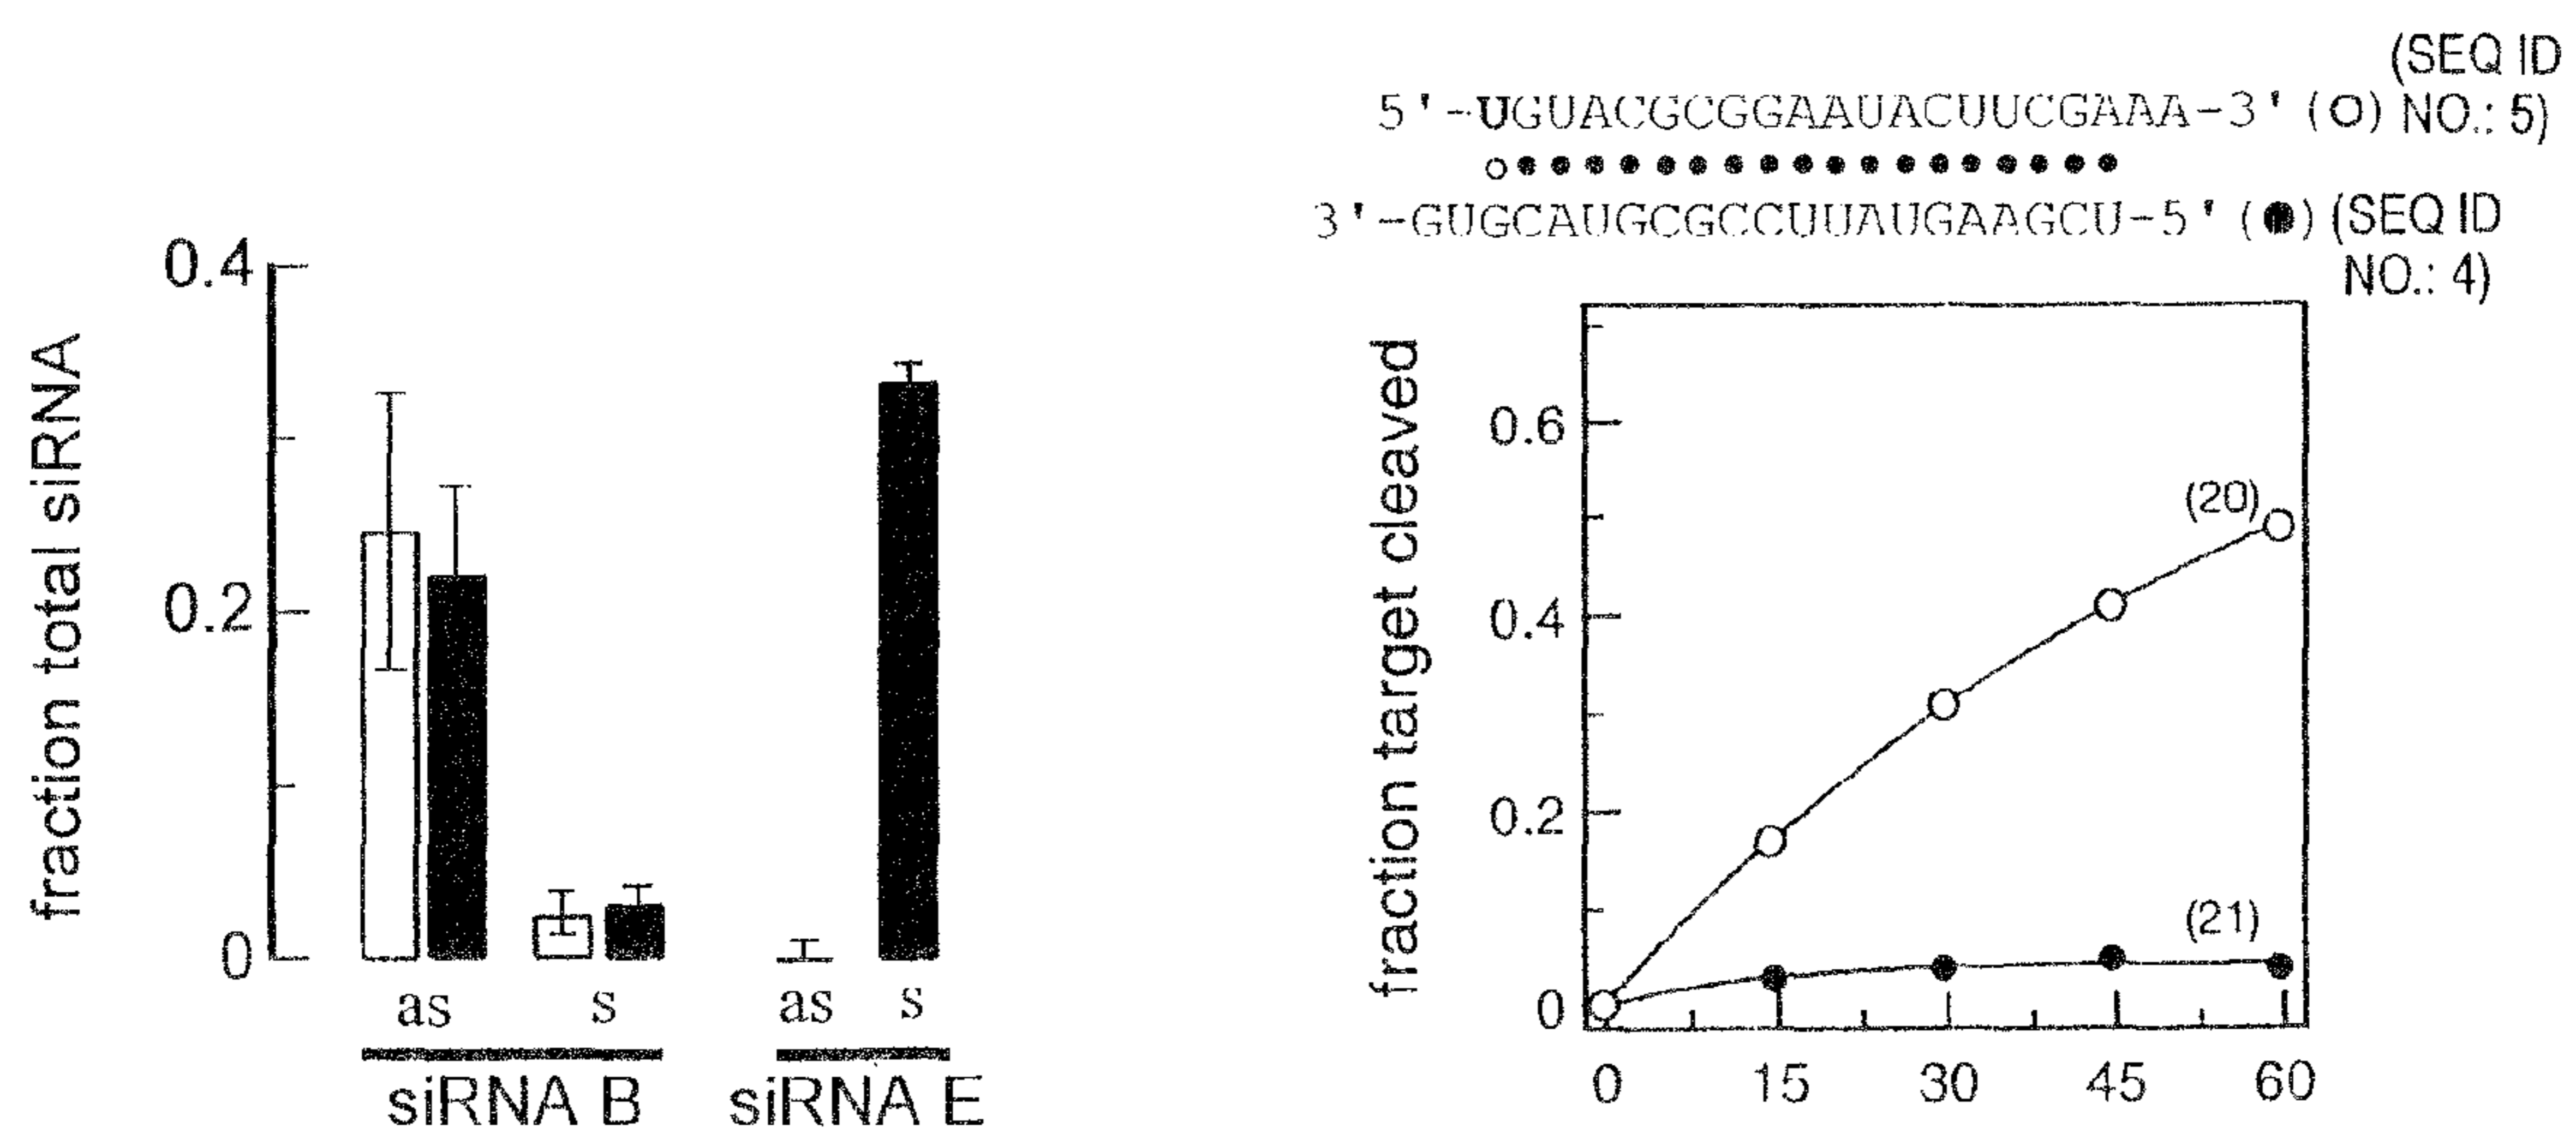 fraction total siRNA
0.4
0.2
0
as
s
as
s
siRNA B
siRNA E
(SEQ ID
5'-UGUACGCGGAAUACUUCGAAA-3' (O) NO.: 5)
3'-GUGCAUGCGCCUUAUGAAGCU-5' (●) (SEQ ID
NO.: 4)
fraction target cleaved
0.6
0.4
0.2
0
(20)
(21)
0
15
30
45
60